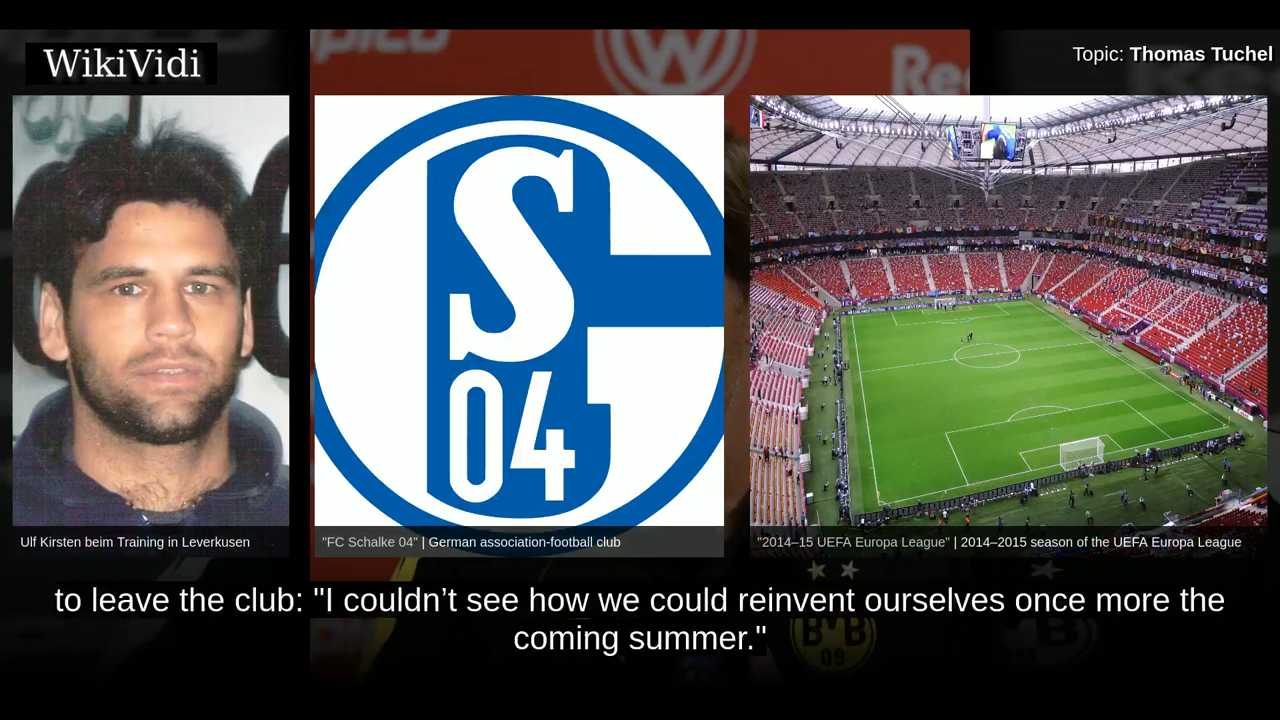 WikiVidi
Topic: Thomas Tuchel
S
04
Ulf Kirsten beim Training in Leverkusen
"FC Schalke 04" | German association-football club
"2014–15 UEFA Europa League" | 2014–2015 season of the UEFA Europa League
to leave the club: "I couldn’t see how we could reinvent ourselves once more the
coming summer."
BVB
09